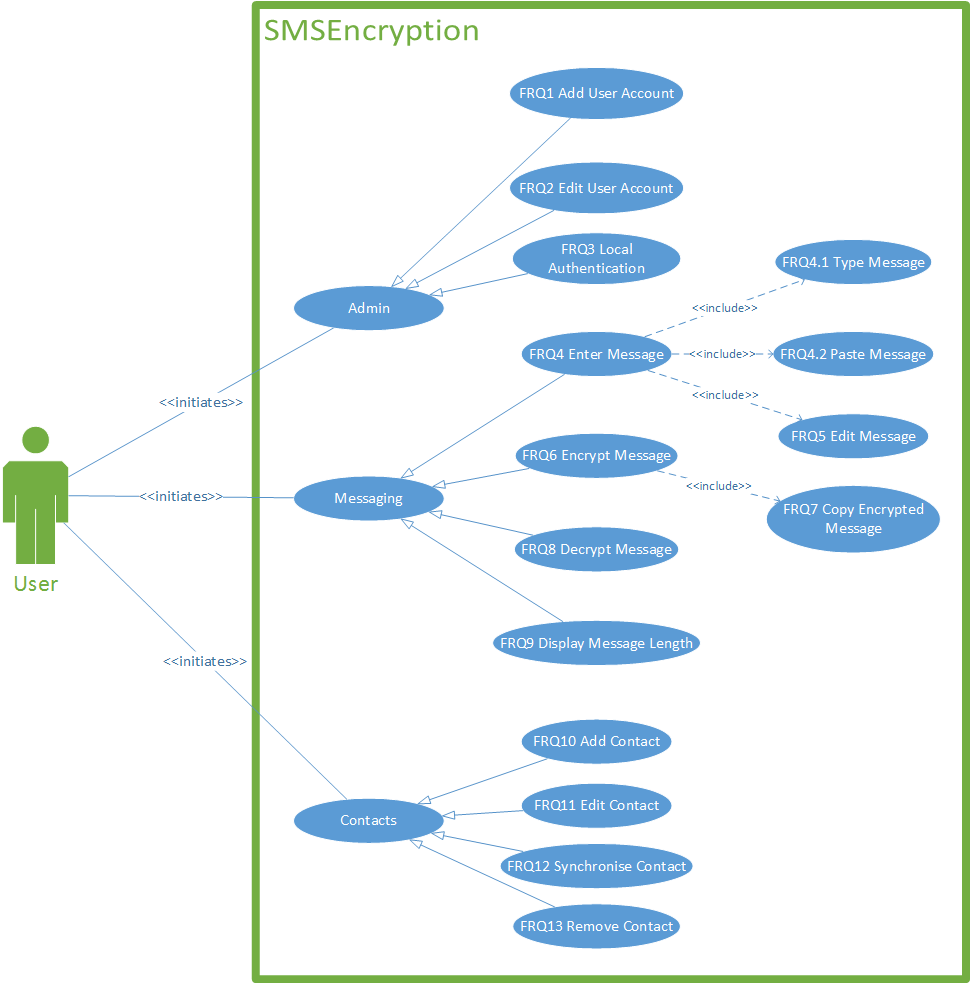 SMSEncryption
FRQ1 Add User Account
FRQ2 Edit User Account
FRQ3 Local
Authentication
FRQ4.1 Type Message
Admin
<<include>>
FRQ4 Enter Message
<<include>>
FRQ4.2 Paste Message
<<include>>
<<initiates>>
FRQ5 Edit Message
FRQ6 Encrypt Message
<<include>>
<<initiates>>
Messaging
FRQ7 Copy Encrypted
Message
FRQ8 Decrypt Message
User
FRQ9 Display Message Length
<<initiates>>
FRQ10 Add Contact
FRQ11 Edit Contact
Contacts
FRQ12 Synchronise Contact
FRQ13 Remove Contact